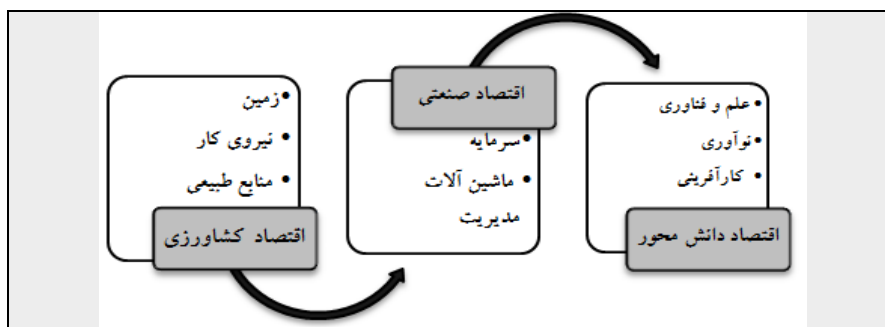 •زمین
•نیروی کار
•منابع طبیعی
اقتصاد کشاورزی
اقتصاد صنعتی
•سرمایه
•ماشین آلات
مدیریت
•علم و فناوری
•نوآوری
•کارآفرینی
اقتصاد دانش محور